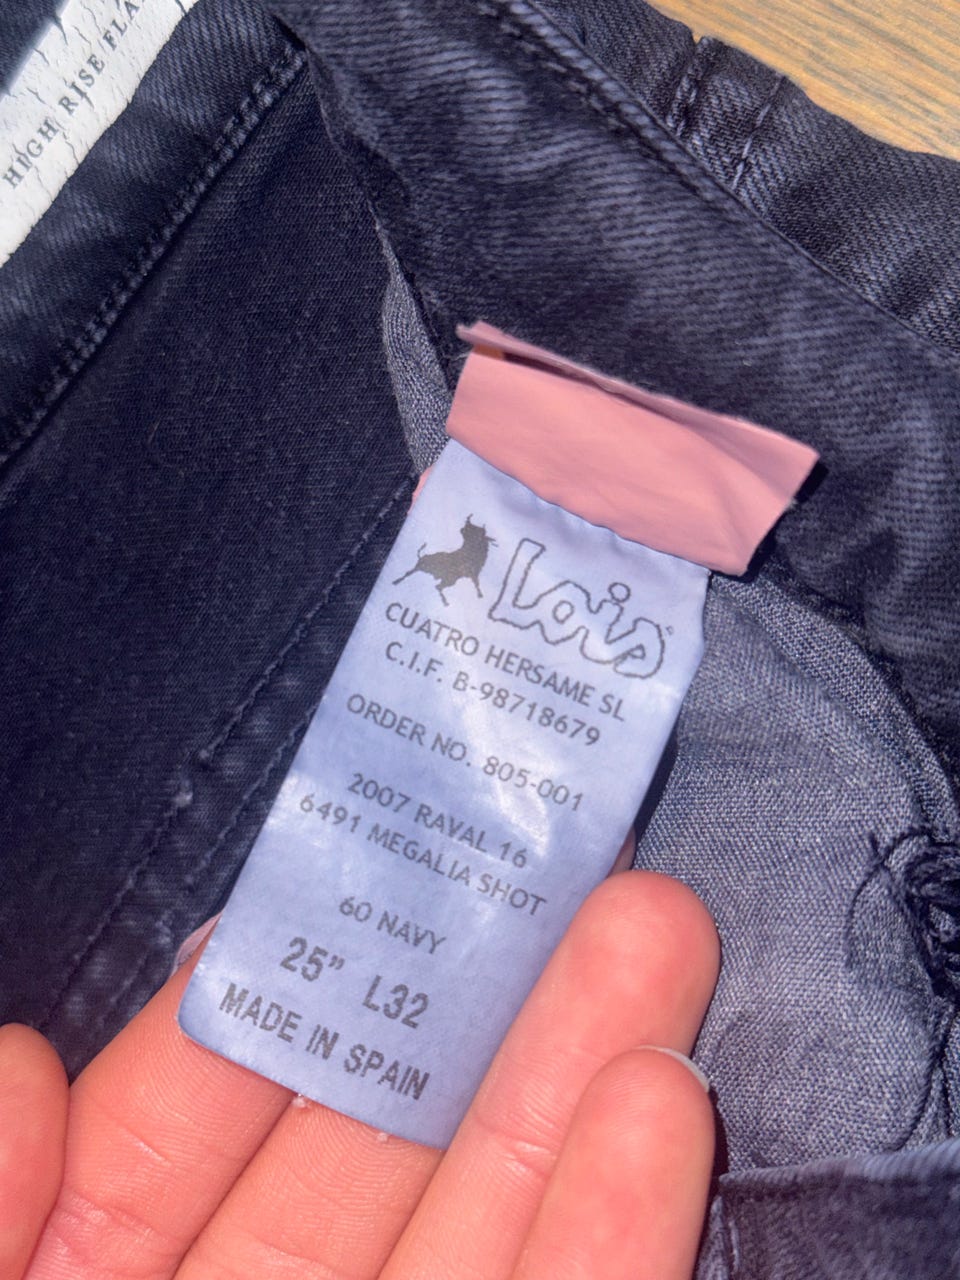 HIGH RISE FLA
Lois
CUATRO HERSAME SL
C.I.F. B-98718679
ORDER NO. 805-001
2007 RAVAL 16
6491 MEGALIA SHOT
60 NAVY
25” L32
MADE IN SPAIN